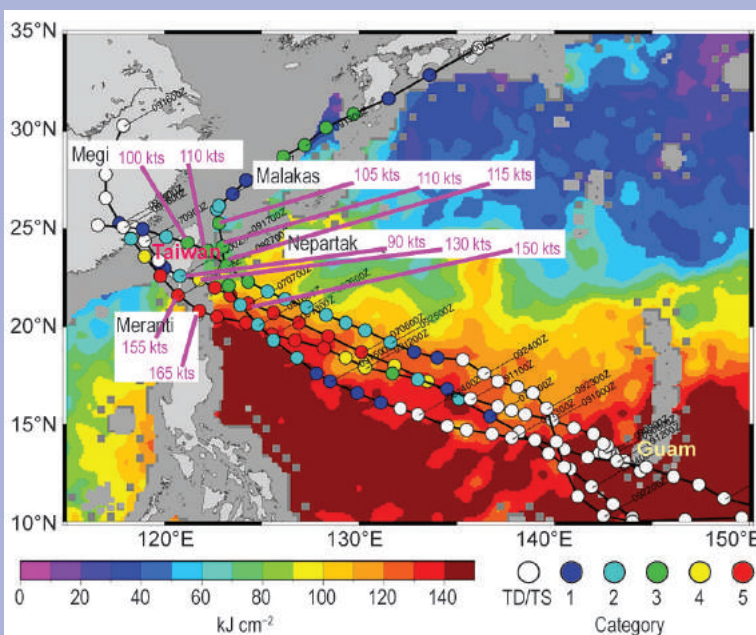 35°N
30°N
25°N
20°N
15°N
10°N
Megi
100 kts
110 kts
Malakas
105 kts
110 kts
115 kts
Taiwan
Nepartak
90 kts
130 kts
150 kts
Meranti
155 kts
165 kts
Guam
120°E 130°E 140°E 150°E
0 20 40 60 80 100 120 140
kJ cm⁻²
TD/TS 1 2 3 4 5
Category